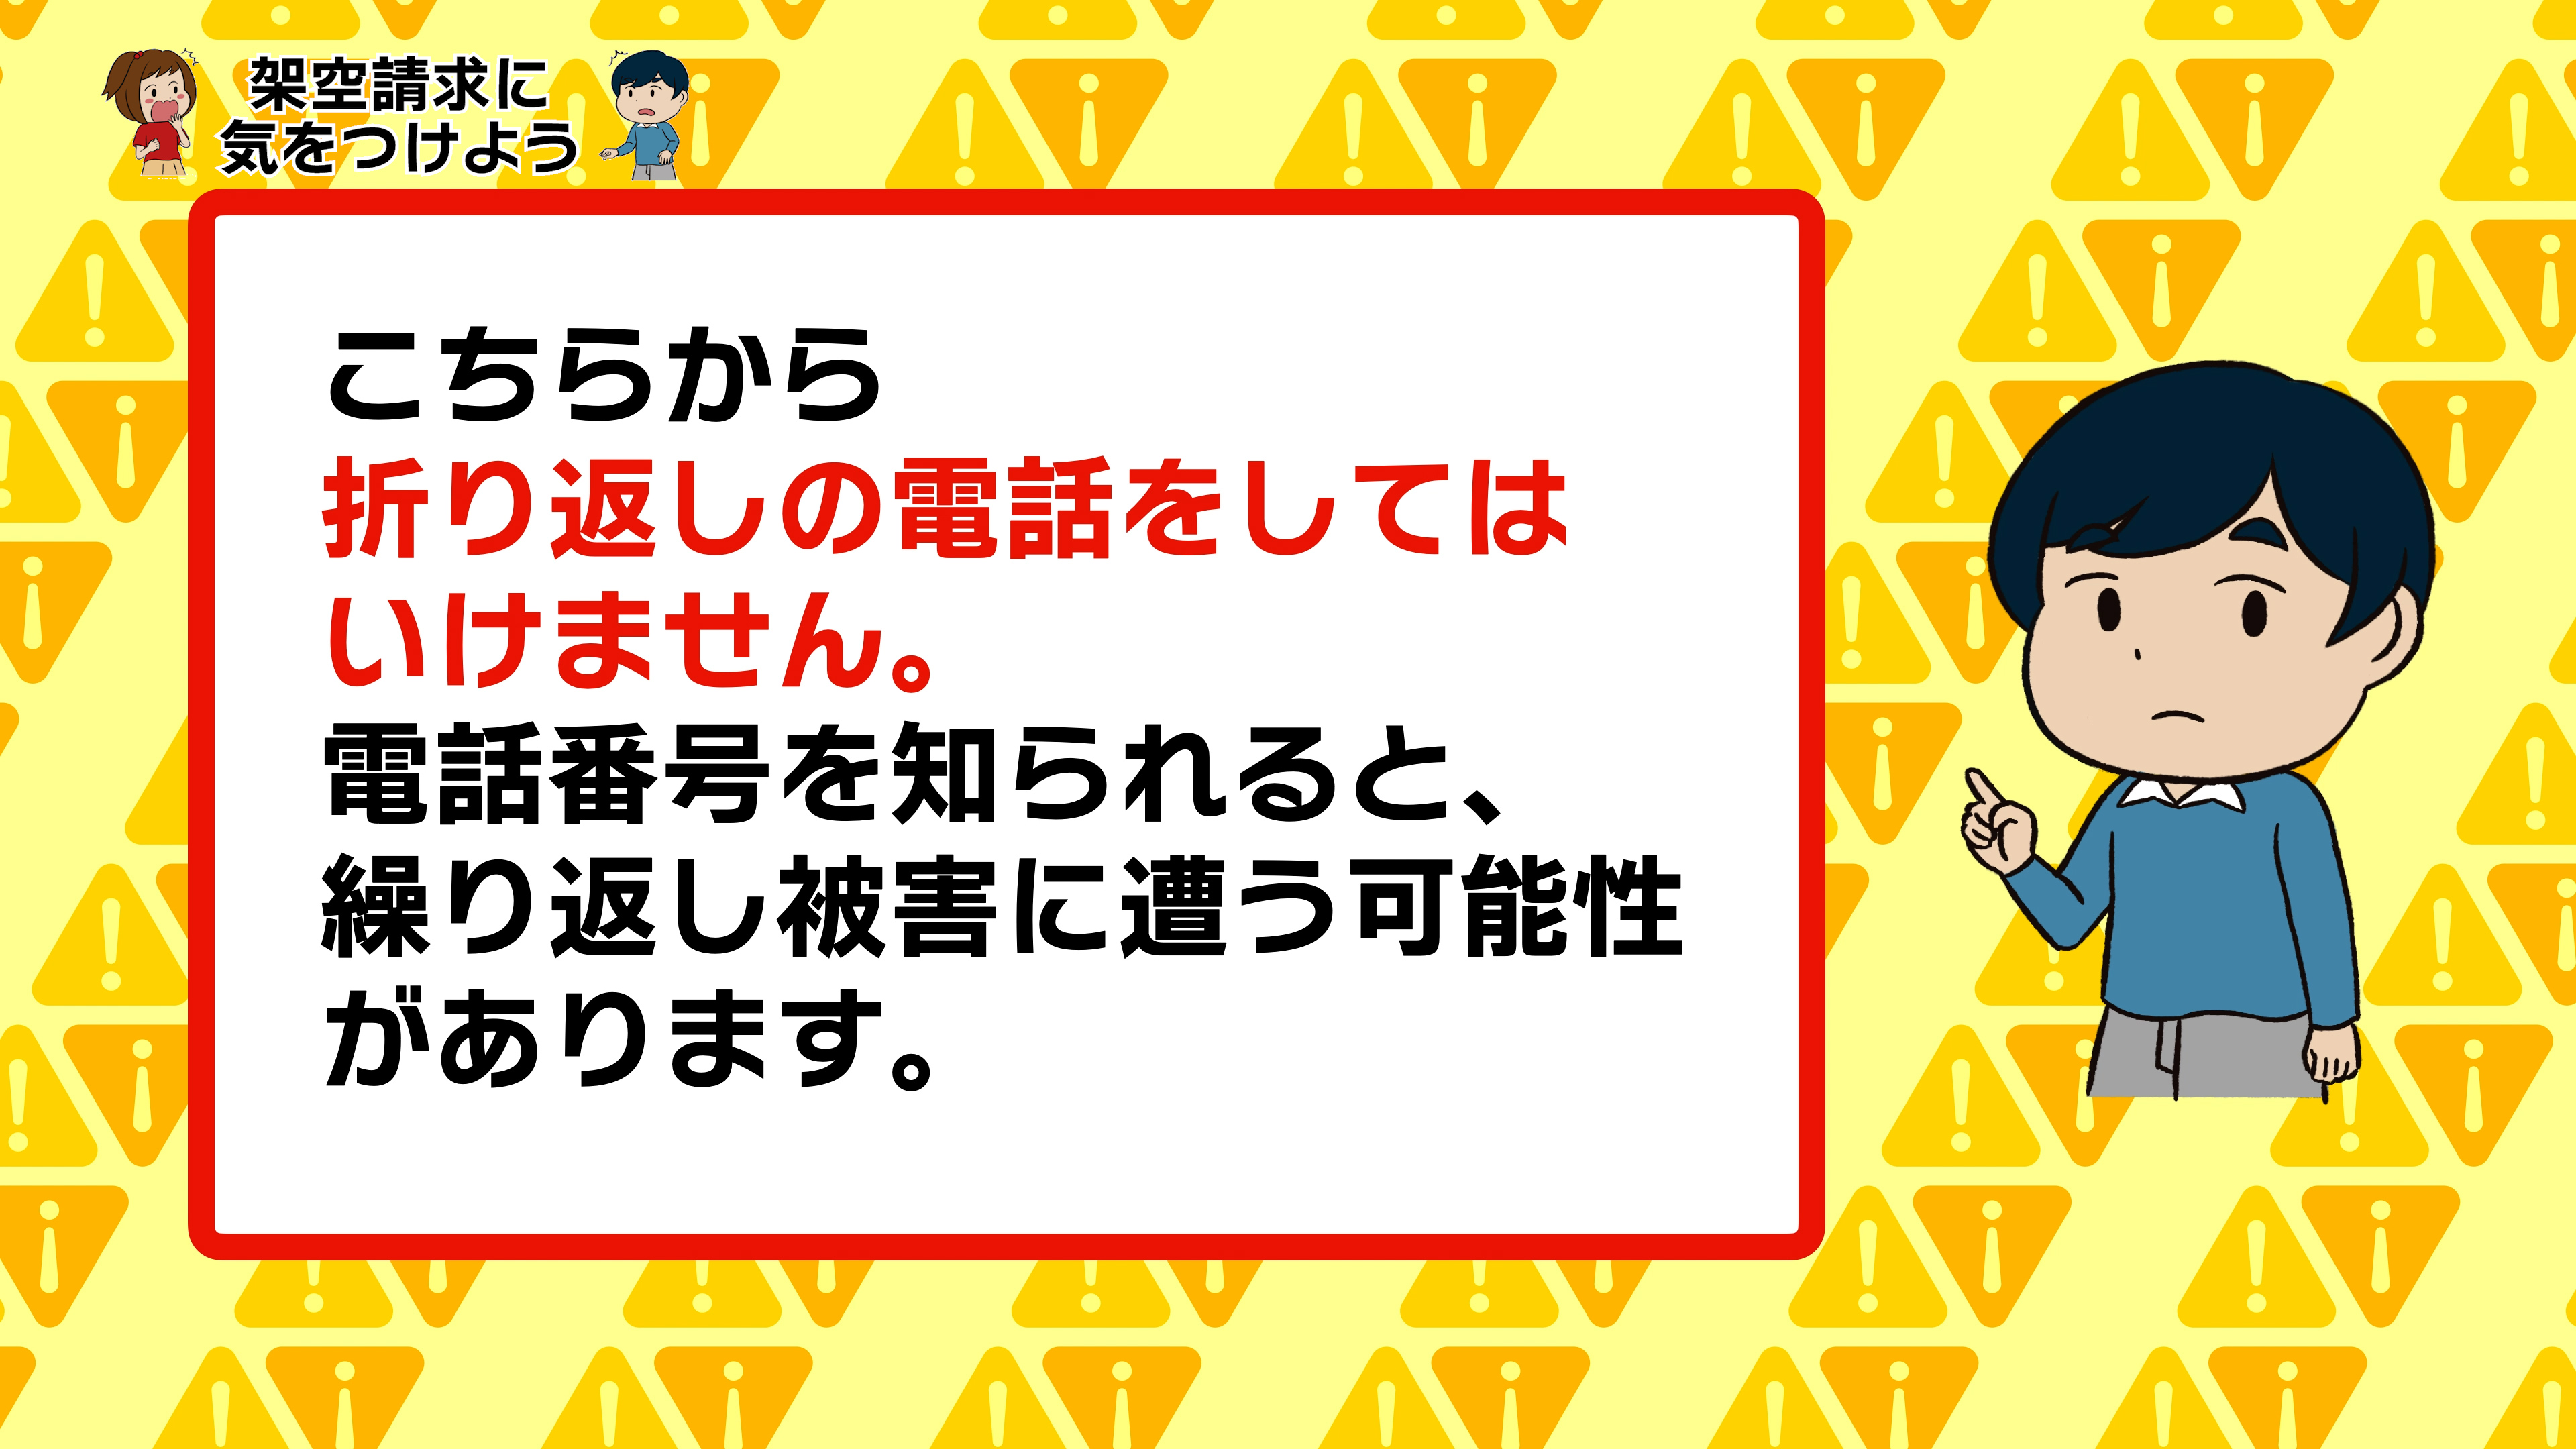 架空請求に
気をつけよう
こちらから
折り返しの電話をしては
いけません。
電話番号を知られると、
繰り返し被害に遭う可能性
があります。